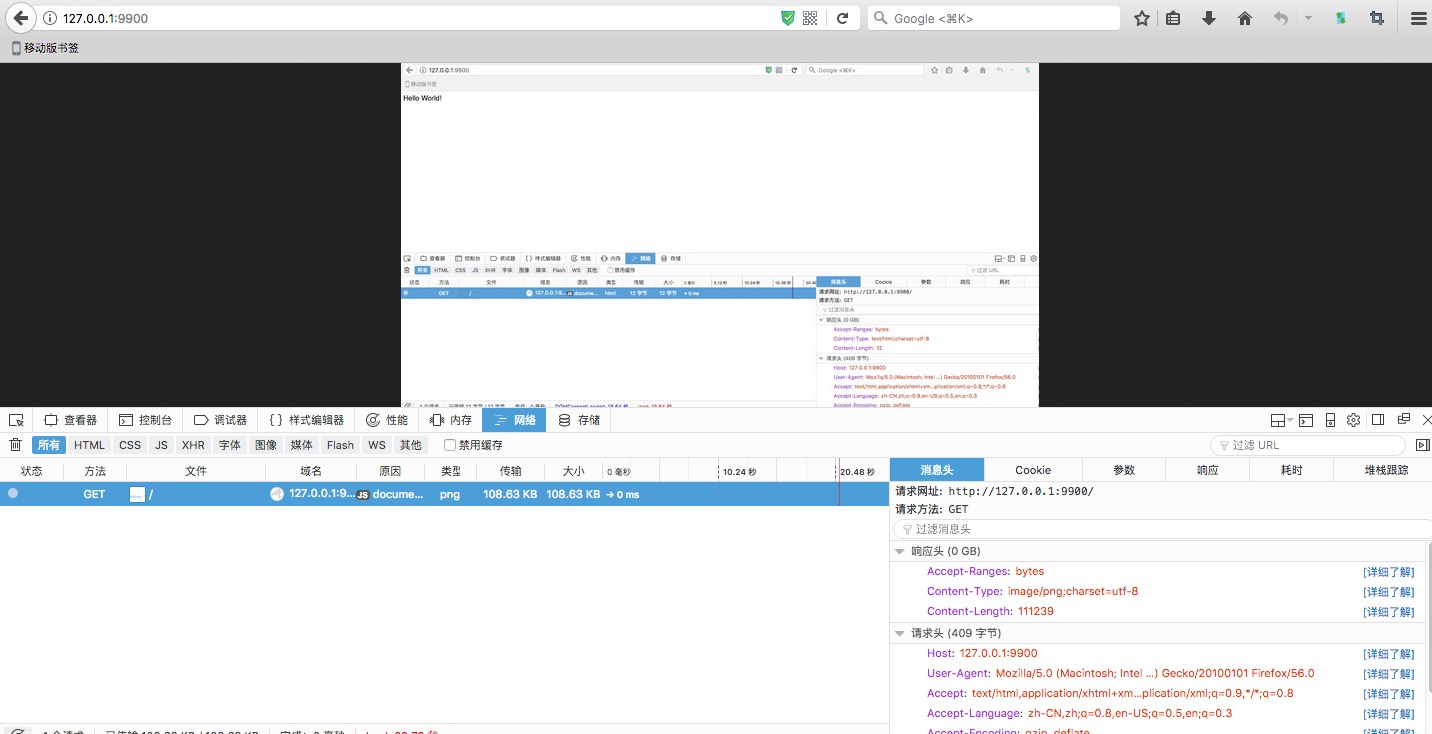 127.0.0.1:9900
Google <⌘K>
移动版书签
127.0.0.1:9900
Google <⌘K>
移动版书签
Hello World!
查看器 控制台 调试器 { } 样式编辑器 性能 内存 网络 存储
所有 HTML CSS JS XHR 字体 图像 媒体 Flash WS 其他 禁用缓存 过滤 URL
状态 方法 文件 域名 原因 类型 传输 大小 0 毫秒 5.12 秒 10.24 秒 15.36 秒 20.4
GET / 127.0.0.1:9... JS docume... html 12 字节 12 字节 → 0 ms
消息头 Cookie 参数 响应 耗时
请求网址: http://127.0.0.1:9900/
请求方法: GET
过滤消息头
响应头 (0 GB)
Accept-Ranges: bytes
Content-Type: text/html;charset=utf-8
Content-Length: 12
请求头 (409 字节)
Host: 127.0.0.1:9900
User-Agent: Mozilla/5.0 (Macintosh; Intel ...) Gecko/20100101 Firefox/56.0
Accept: text/html,application/xhtml+xm...plication/xml;q=0.9,*/*;q=0.8
Accept-Language: zh-CN,zh;q=0.8,en-US;q=0.5,en;q=0.3
Accept-Encoding: gzip, deflate
查看器 控制台 调试器 { } 样式编辑器 性能 内存 网络 存储
所有 HTML CSS JS XHR 字体 图像 媒体 Flash WS 其他 禁用缓存 过滤 URL
状态 方法 文件 域名 原因 类型 传输 大小 0 毫秒 10.24 秒 20.48 秒
GET / 127.0.0.1:9... JS docume... png 108.63 KB 108.63 KB → 0 ms
消息头 Cookie 参数 响应 耗时 堆栈跟踪
请求网址: http://127.0.0.1:9900/
请求方法: GET
过滤消息头
响应头 (0 GB)
Accept-Ranges: bytes [详细了解]
Content-Type: image/png;charset=utf-8 [详细了解]
Content-Length: 111239 [详细了解]
请求头 (409 字节)
Host: 127.0.0.1:9900 [详细了解]
User-Agent: Mozilla/5.0 (Macintosh; Intel ...) Gecko/20100101 Firefox/56.0 [详细了解]
Accept: text/html,application/xhtml+xm...plication/xml;q=0.9,*/*;q=0.8 [详细了解]
Accept-Language: zh-CN,zh;q=0.8,en-US;q=0.5,en;q=0.3 [详细了解]
Accept-Encoding: gzip, deflate [详细了解]